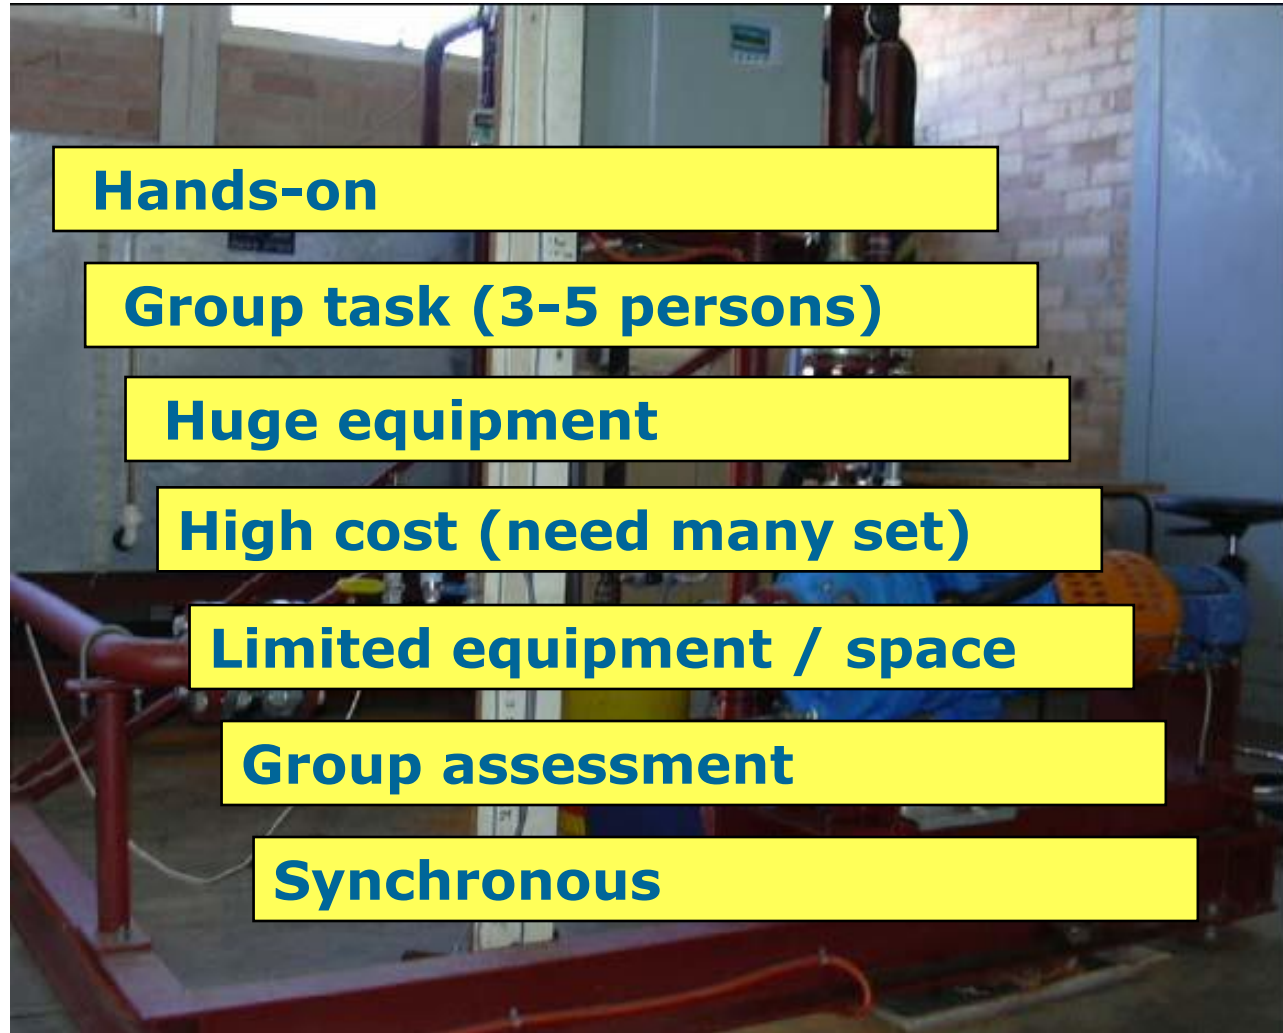 Hands-on
Group task (3-5 persons)
Huge equipment
High cost (need many set)
Limited equipment / space
Group assessment
Synchronous